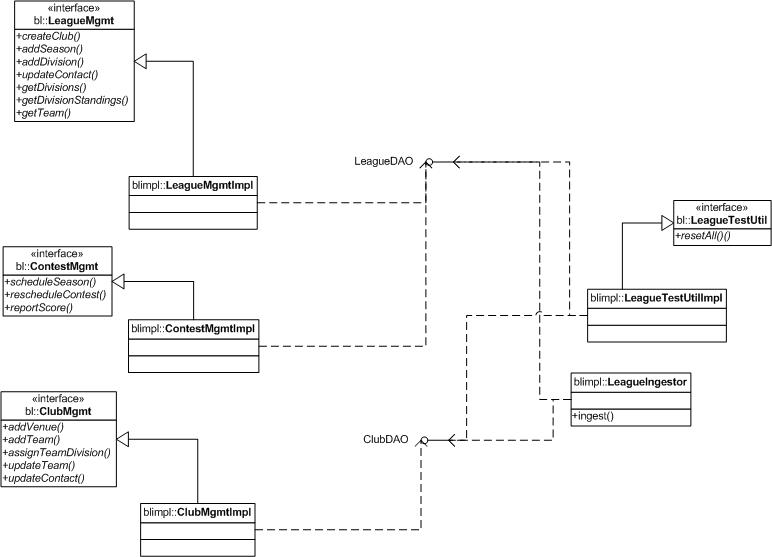 «interface»
bl::LeagueMgmt
+createClub()
+addSeason()
+addDivision()
+updateContact()
+getDivisions()
+getDivisionStandings()
+getTeam()
LeagueDAO
blimpl::LeagueMgmtImpl
«interface»
bl::LeagueTestUtil
+resetAll()()
«interface»
bl::ContestMgmt
+scheduleSeason()
+rescheduleContest()
+reportScore()
blimpl::LeagueTestUtilImpl
blimpl::ContestMgmtImpl
blimpl::LeagueIngestor
+ingest()
«interface»
bl::ClubMgmt
+addVenue()
+addTeam()
+assignTeamDivision()
+updateTeam()
+updateContact()
ClubDAO
blimpl::ClubMgmtImpl